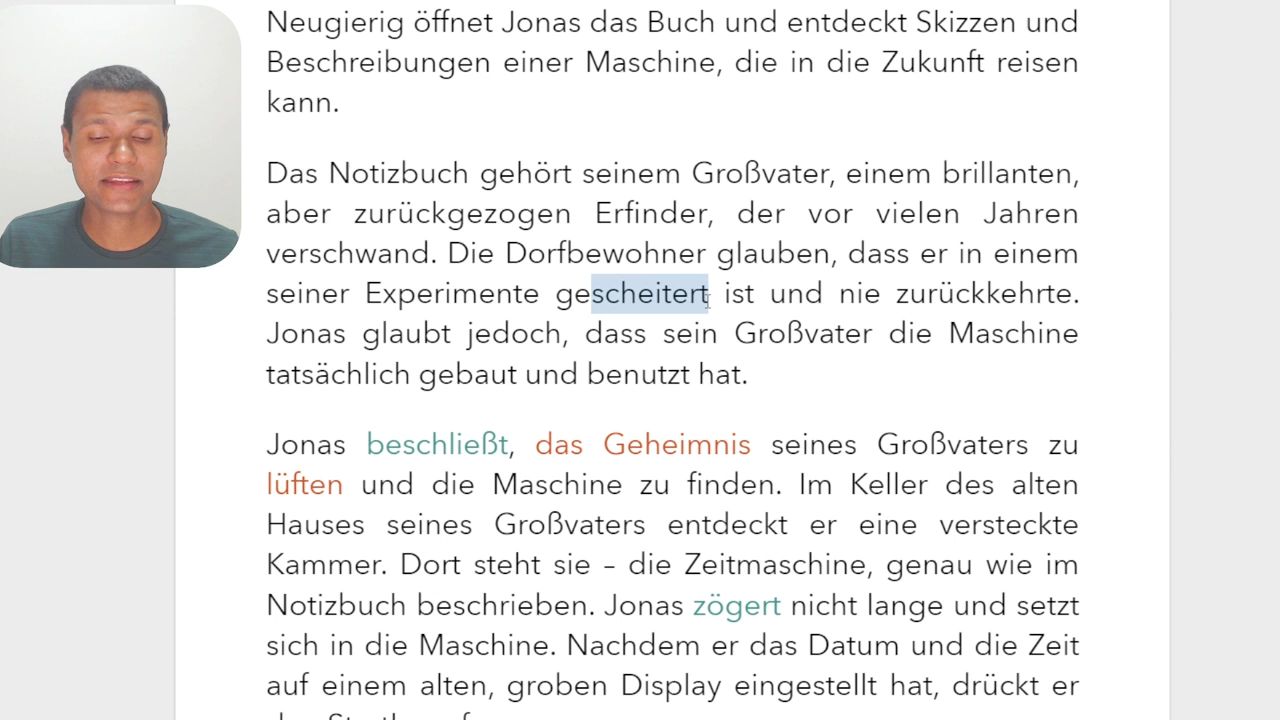 Neugierig öffnet Jonas das Buch und entdeckt Skizzen und
Beschreibungen einer Maschine, die in die Zukunft reisen
kann.
Das Notizbuch gehört seinem Großvater, einem brillanten,
aber zurückgezogen Erfinder, der vor vielen Jahren
verschwand. Die Dorfbewohner glauben, dass er in einem
seiner Experimente gescheitert ist und nie zurückkehrte.
Jonas glaubt jedoch, dass sein Großvater die Maschine
tatsächlich gebaut und benutzt hat.
Jonas beschließt, das Geheimnis seines Großvaters zu
lüften und die Maschine zu finden. Im Keller des alten
Hauses seines Großvaters entdeckt er eine versteckte
Kammer. Dort steht sie – die Zeitmaschine, genau wie im
Notizbuch beschrieben. Jonas zögert nicht lange und setzt
sich in die Maschine. Nachdem er das Datum und die Zeit
auf einem alten, groben Display eingestellt hat, drückt er